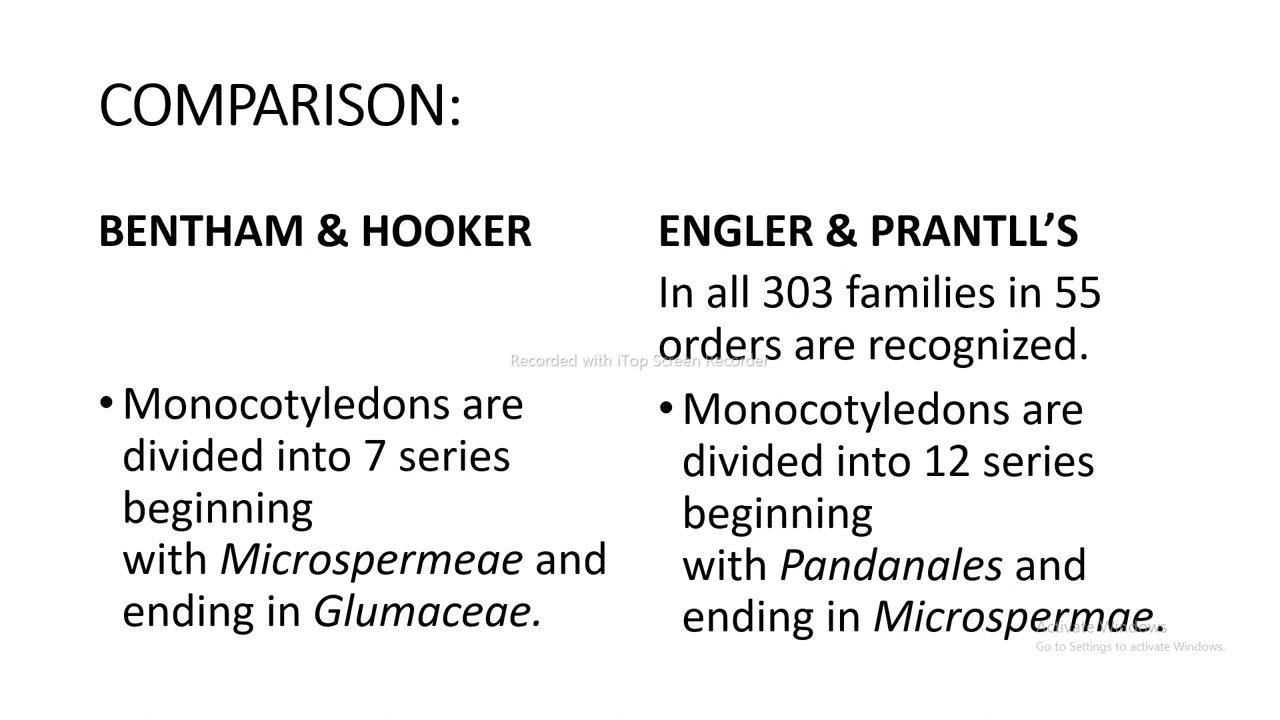 COMPARISON:
BENTHAM & HOOKER
• Monocotyledons are
divided into 7 series
beginning
with Microspermeae and
ending in Glumaceae.
ENGLER & PRANTLL’S
In all 303 families in 55
orders are recognized.
• Monocotyledons are
divided into 12 series
beginning
with Pandanales and
ending in Microspermae.
Recorded with iTop Screen Recorder
Activate Windows
Go to Settings to activate Windows.